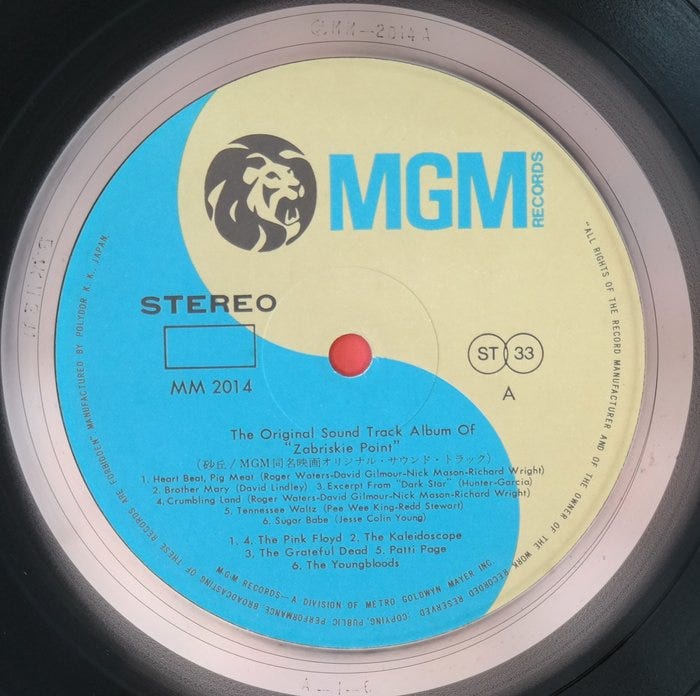 MM-2014 A
MGM
RECORDS
STEREO
MM 2014
ST 33
A
The Original Sound Track Album Of
"Zabriskie Point"
(砂丘/MGM同名映画オリジナル・サウンド・トラック)
1. Heart Beat, Pig Meat (Roger Waters-David Gilmour-Nick Mason-Richard Wright)
2. Brother Mary (David Lindley) 3. Excerpt From "Dark Star" (Hunter-Garcia)
4. Crumbling Land (Roger Waters-David Gilmour-Nick Mason-Richard Wright)
5. Tennessee Waltz (Pee Wee King-Redd Stewart)
6. Sugar Babe (Jesse Colin Young)
1. 4. The Pink Floyd 2. The Kaleidoscope
3. The Grateful Dead 5. Patti Page
6. The Youngbloods
M·G·M RECORDS—A DIVISION OF METRO GOLDWYN MAYER INC.
"ALL RIGHTS OF THE RECORD MANUFACTURER AND OF THE OWNER OF THE WORK RECORDED RESERVED. COPYING, PUBLIC PERFORMANCE BROADCASTING OF THESE RECORDS ARE FORBIDDEN" MANUFACTURED BY POLYDOR K. K. JAPAN.
A-1-6